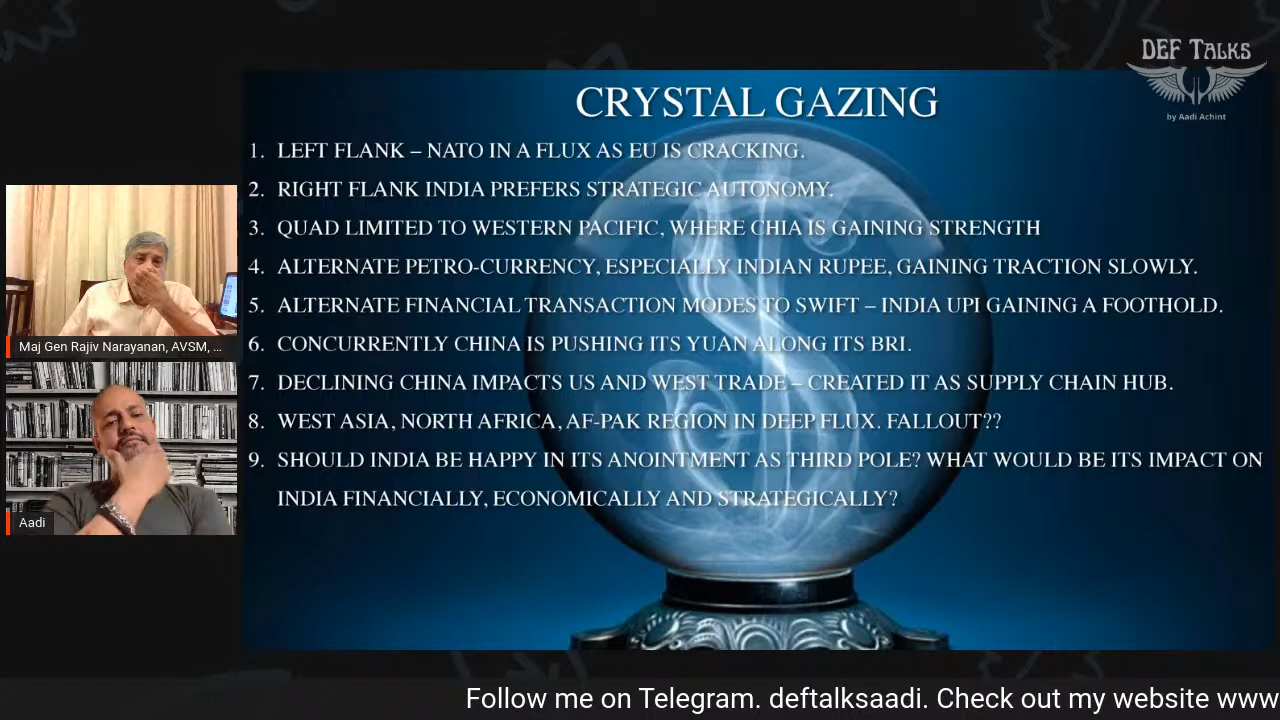 DEF TALKS
by Aadi Achint
CRYSTAL GAZING
1. LEFT FLANK – NATO IN A FLUX AS EU IS CRACKING.
2. RIGHT FLANK INDIA PREFERS STRATEGIC AUTONOMY.
3. QUAD LIMITED TO WESTERN PACIFIC, WHERE CHIA IS GAINING STRENGTH
4. ALTERNATE PETRO-CURRENCY, ESPECIALLY INDIAN RUPEE, GAINING TRACTION SLOWLY.
5. ALTERNATE FINANCIAL TRANSACTION MODES TO SWIFT – INDIA UPI GAINING A FOOTHOLD.
6. CONCURRENTLY CHINA IS PUSHING ITS YUAN ALONG ITS BRI.
7. DECLINING CHINA IMPACTS US AND WEST TRADE – CREATED IT AS SUPPLY CHAIN HUB.
8. WEST ASIA, NORTH AFRICA, AF-PAK REGION IN DEEP FLUX. FALLOUT??
9. SHOULD INDIA BE HAPPY IN ITS ANOINTMENT AS THIRD POLE? WHAT WOULD BE ITS IMPACT ON
INDIA FINANCIALLY, ECONOMICALLY AND STRATEGICALLY?
Maj Gen Rajiv Narayanan, AVSM, ...
Aadi
Follow me on Telegram. deftalksaadi. Check out my website www